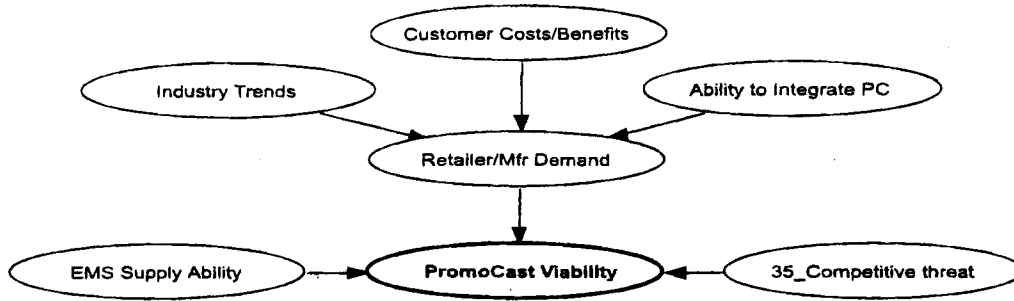 Customer Costs/Benefits
Industry Trends
Ability to Integrate PC
Retailer/Mfr Demand
EMS Supply Ability
PromoCast Viability
35_Competitive threat